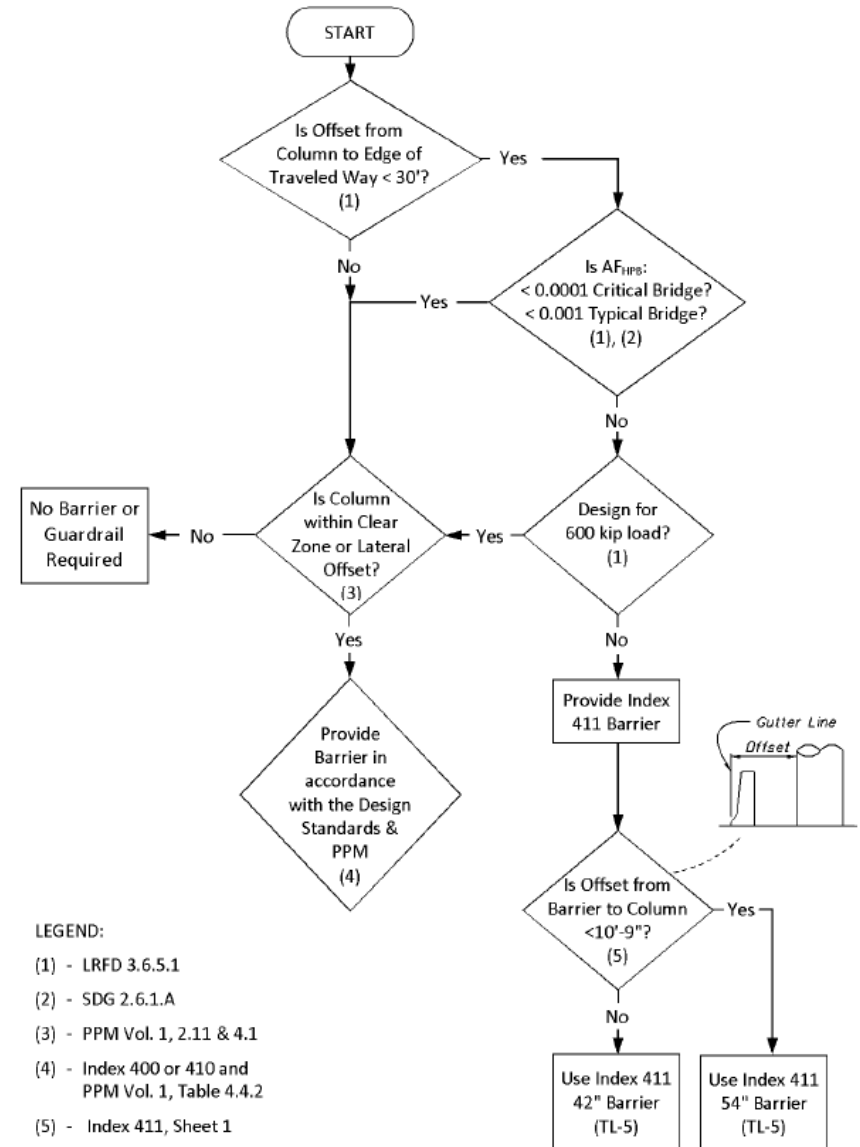 START
Is Offset from
Column to Edge of
Traveled Way < 30'?
(1)
Yes
No
Is AFHPB:
< 0.0001 Critical Bridge?
< 0.001 Typical Bridge?
(1), (2)
Yes
No
Is Column
within Clear
Zone or Lateral
Offset?
(3)
No
No Barrier or
Guardrail
Required
Yes
Design for
600 kip load?
(1)
Yes
No
Provide
Barrier in
accordance
with the Design
Standards &
PPM
(4)
Provide Index
411 Barrier
Gutter Line
Offset
Is Offset from
Barrier to Column
<10'-9"?
(5)
Yes
No
Use Index 411
42" Barrier
(TL-5)
Use Index 411
54" Barrier
(TL-5)
LEGEND:
(1) - LRFD 3.6.5.1
(2) - SDG 2.6.1.A
(3) - PPM Vol. 1, 2.11 & 4.1
(4) - Index 400 or 410 and
PPM Vol. 1, Table 4.4.2
(5) - Index 411, Sheet 1